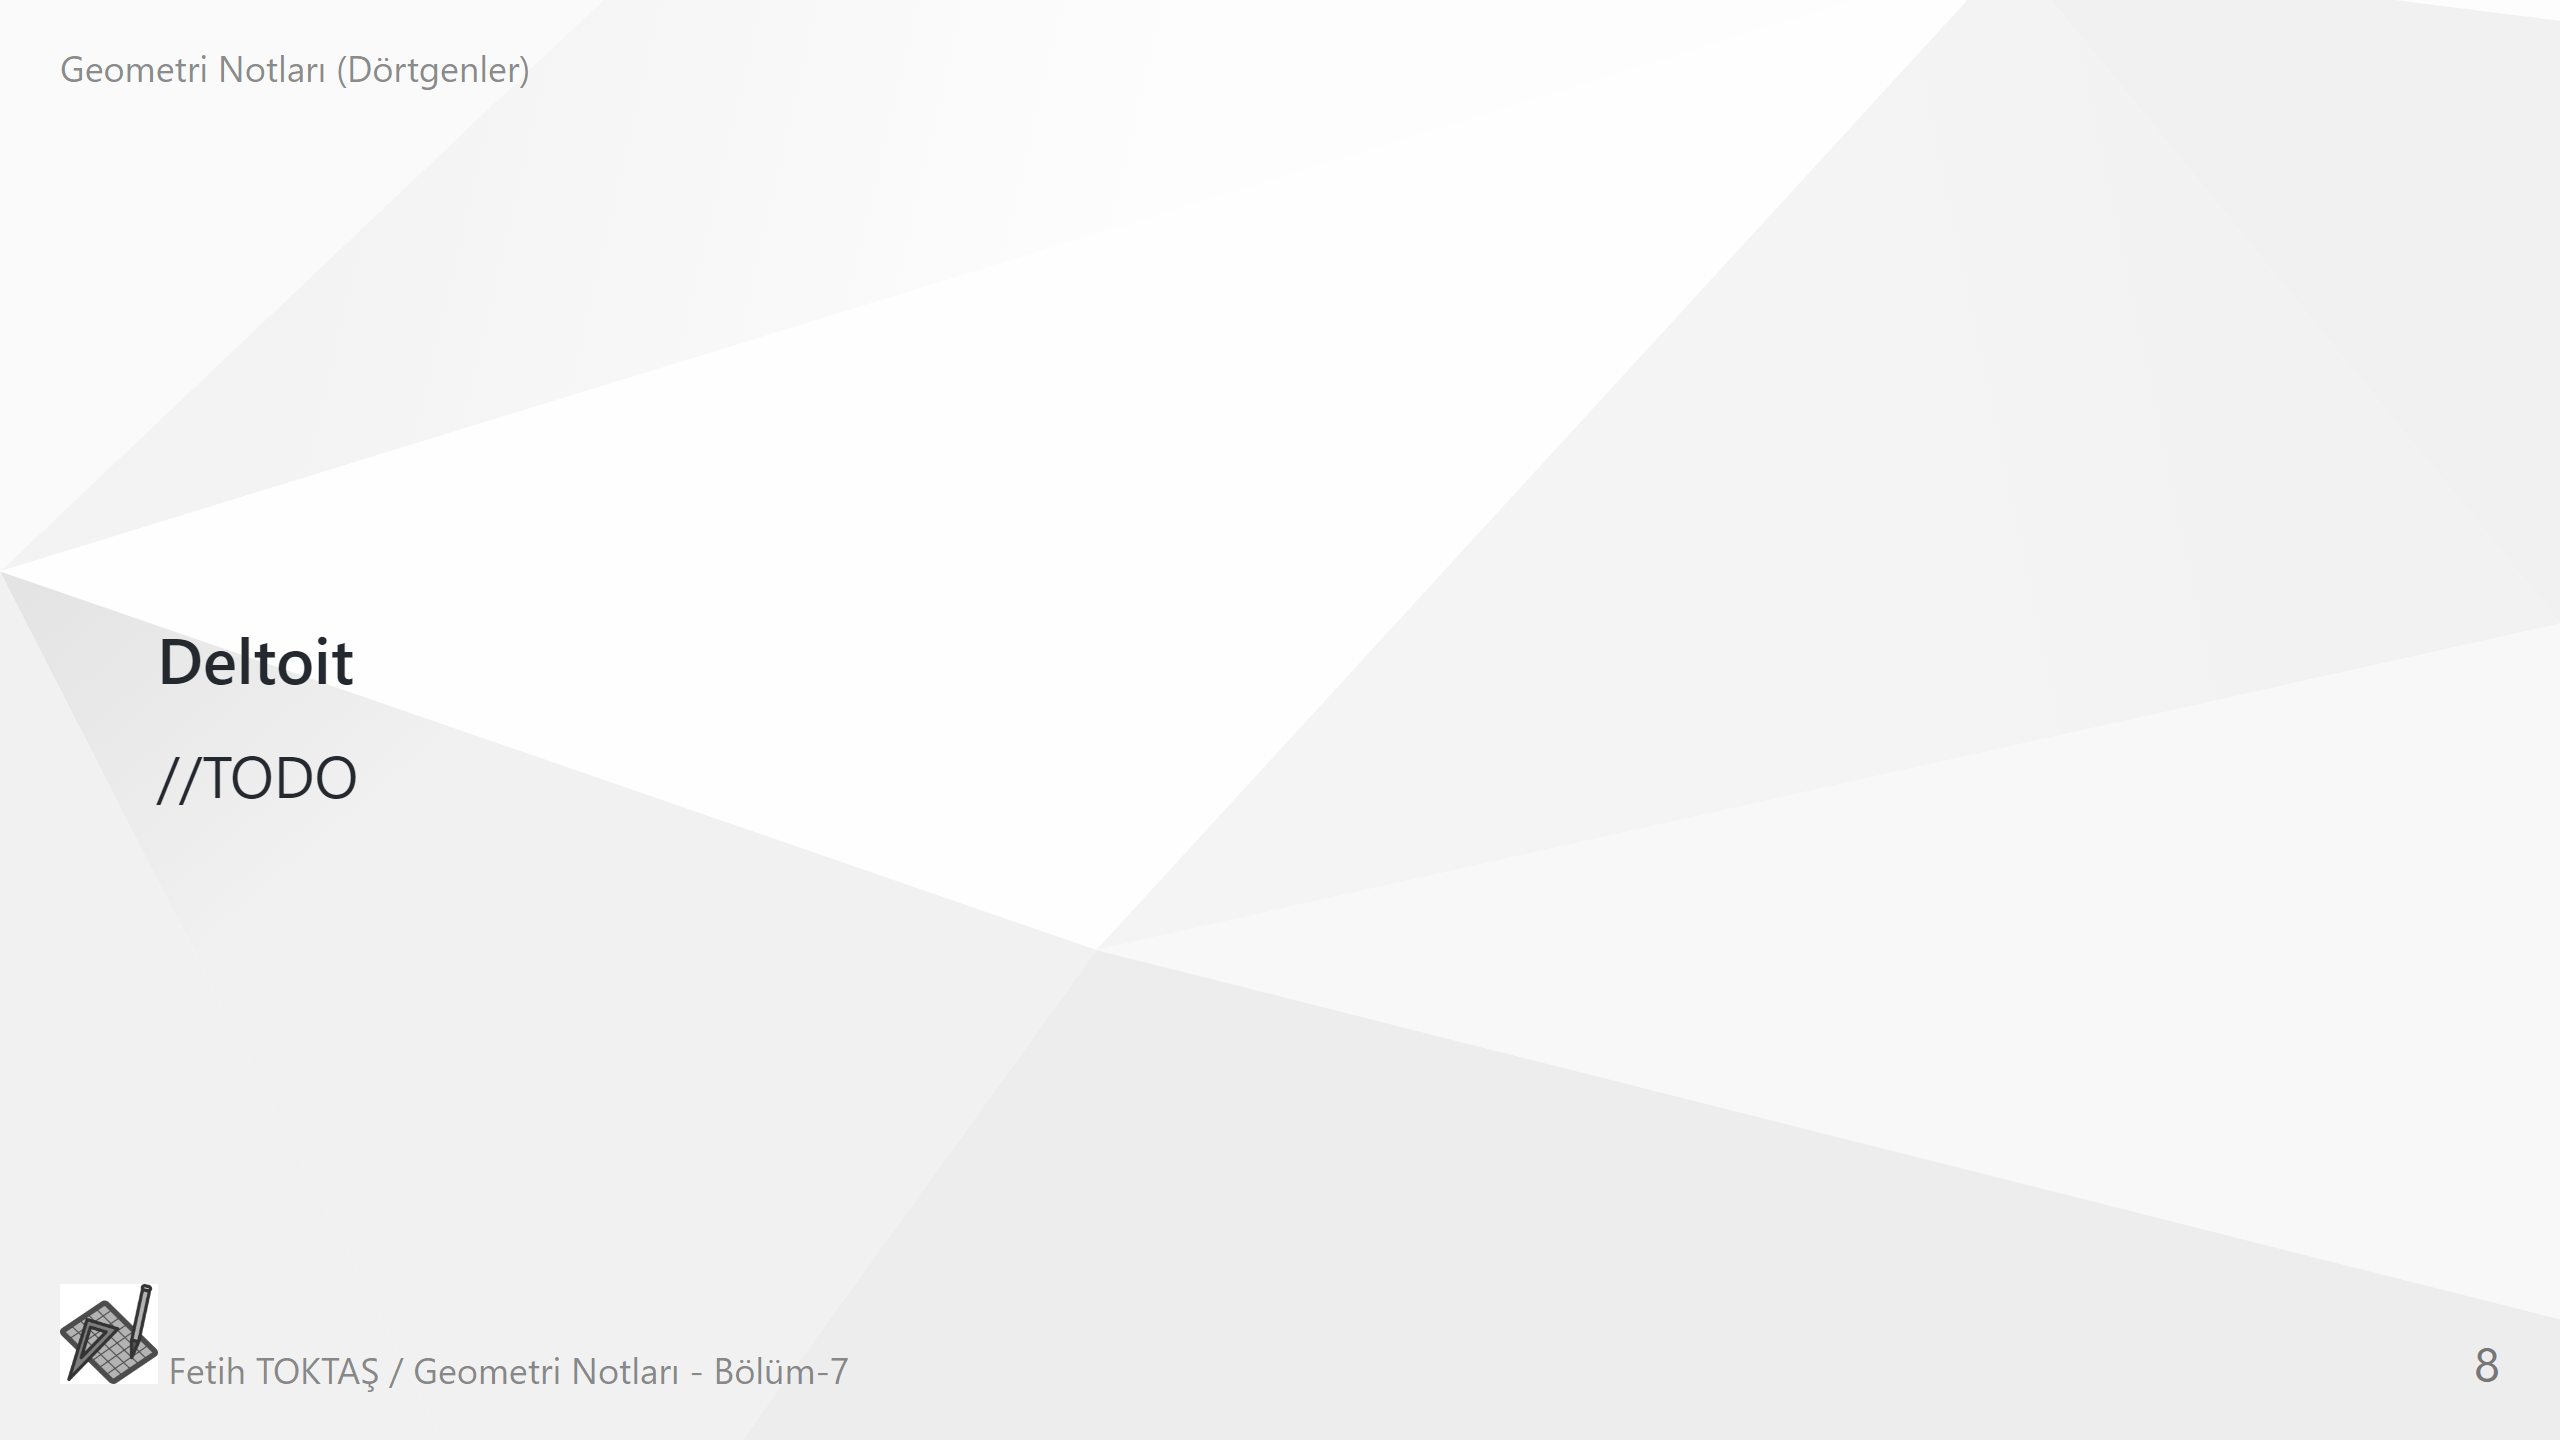 Geometri Notları (Dörtgenler)
Deltoit
//TODO
Fetih TOKTAŞ / Geometri Notları - Bölüm-7
8